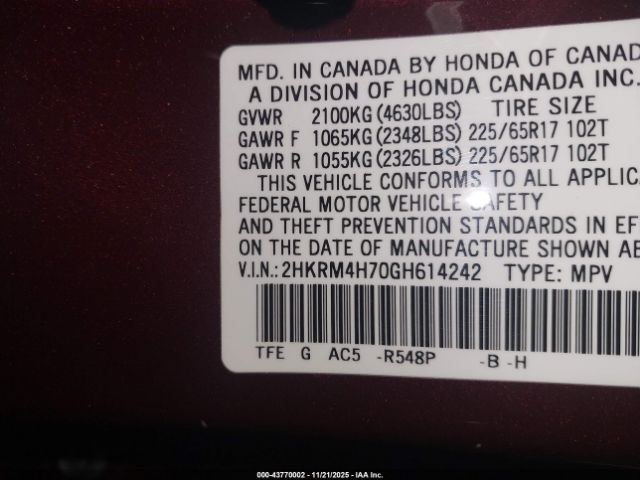 MFD. IN CANADA BY HONDA OF CANAD
A DIVISION OF HONDA CANADA INC.
GVWR 2100KG (4630LBS) TIRE SIZE
GAWR F 1065KG (2348LBS) 225/65R17 102T
GAWR R 1055KG (2326LBS) 225/65R17 102T
THIS VEHICLE CONFORMS TO ALL APPLICA
FEDERAL MOTOR VEHICLE SAFETY
AND THEFT PREVENTION STANDARDS IN EF
ON THE DATE OF MANUFACTURE SHOWN AB
V.I.N.: 2HKRM4H70GH614242 TYPE: MPV
TFE G AC5 -R548P -B -H
000-43770002 - 11/21/2025 - IAA Inc.